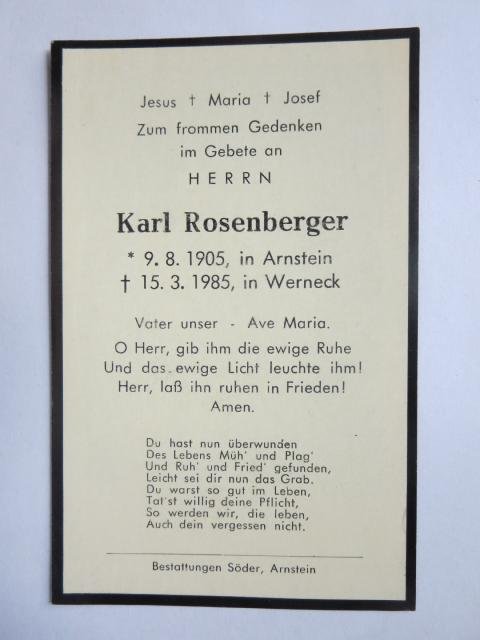 Jesus † Maria † Josef
Zum frommen Gedenken
im Gebete an
HERRN
Karl Rosenberger
* 9. 8. 1905, in Arnstein
† 15. 3. 1985, in Werneck
Vater unser - Ave Maria.
O Herr, gib ihm die ewige Ruhe
Und das ewige Licht leuchte ihm!
Herr, laß ihn ruhen in Frieden!
Amen.
Du hast nun überwunden
Des Lebens Müh' und Plag'
Und Ruh' und Fried' gefunden,
Leicht sei dir nun das Grab.
Du warst so gut im Leben,
Tat'st willig deine Pflicht,
So werden wir, die leben,
Auch dein vergessen nicht.
Bestattungen Söder, Arnstein